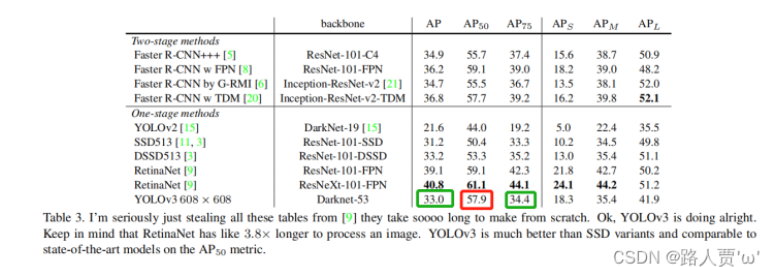 backbone AP AP50 AP75 APS APM APL
Two-stage methods
Faster R-CNN+++ [5] ResNet-101-C4 34.9 55.7 37.4 15.6 38.7 50.9
Faster R-CNN w FPN [8] ResNet-101-FPN 36.2 59.1 39.0 18.2 39.0 48.2
Faster R-CNN by G-RMI [6] Inception-ResNet-v2 [21] 34.7 55.5 36.7 13.5 38.1 52.0
Faster R-CNN w TDM [20] Inception-ResNet-v2-TDM 36.8 57.7 39.2 16.2 39.8 52.1
One-stage methods
YOLOv2 [15] DarkNet-19 [15] 21.6 44.0 19.2 5.0 22.4 35.5
SSD513 [11, 3] ResNet-101-SSD 31.2 50.4 33.3 10.2 34.5 49.8
DSSD513 [3] ResNet-101-DSSD 33.2 53.3 35.2 13.0 35.4 51.1
RetinaNet [9] ResNet-101-FPN 39.1 59.1 42.3 21.8 42.7 50.2
RetinaNet [9] ResNeXt-101-FPN 40.8 61.1 44.1 24.1 44.2 51.2
YOLOv3 608 × 608 Darknet-53 33.0 57.9 34.4 18.3 35.4 41.9
Table 3. I'm seriously just stealing all these tables from [9] they take soooo long to make from scratch. Ok, YOLOv3 is doing alright.
Keep in mind that RetinaNet has like 3.8× longer to process an image. YOLOv3 is much better than SSD variants and comparable to
state-of-the-art models on the AP50 metric.
CSDN @路人贾'ω'